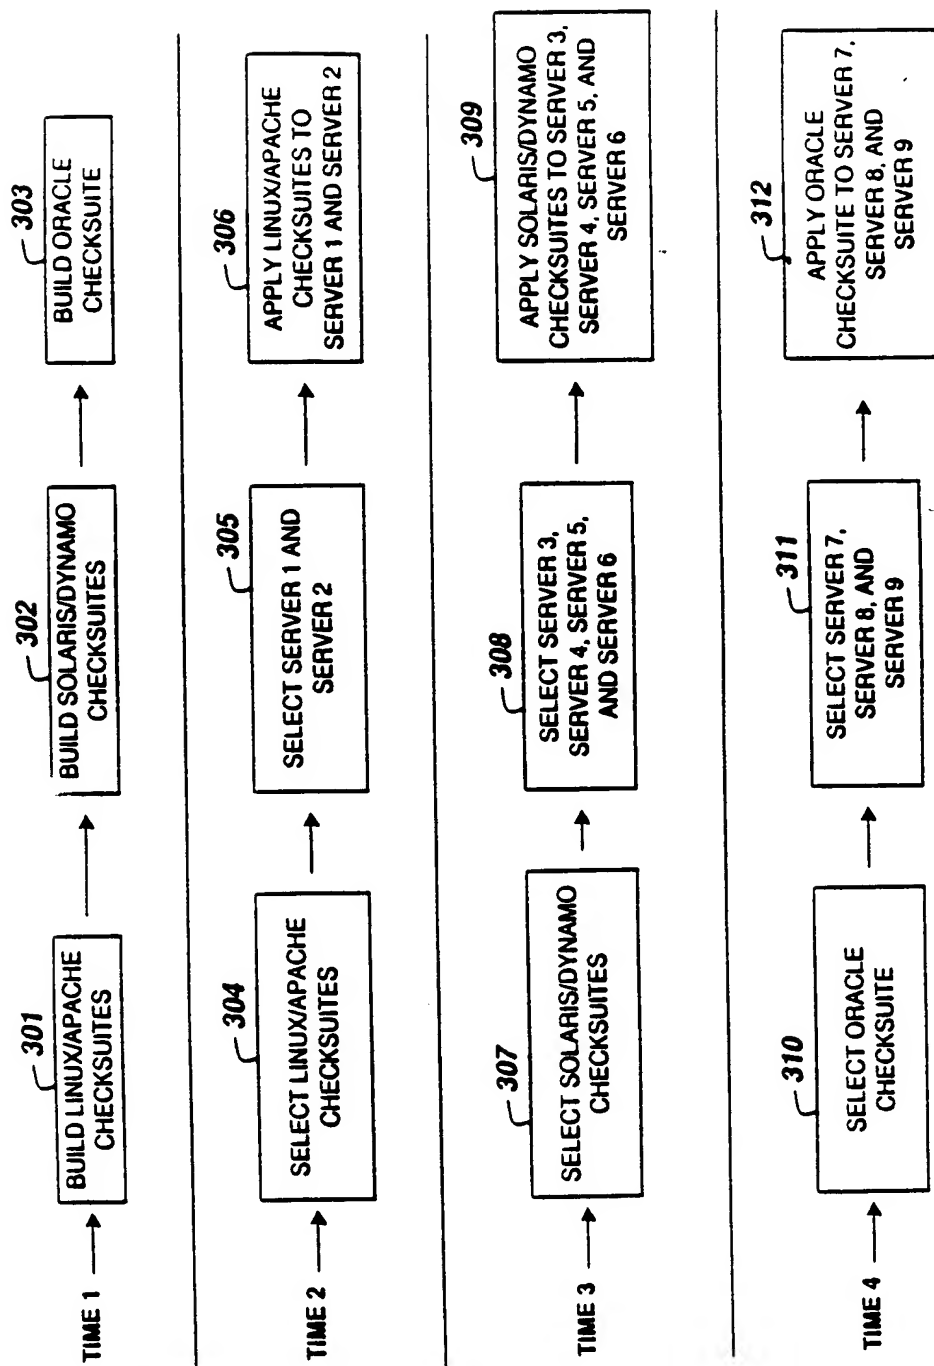 TIME 1
301
BUILD LINUX/APACHE
CHECKSUITES
302
BUILD SOLARIS/DYNAMO
CHECKSUITES
303
BUILD ORACLE
CHECKSUITE
TIME 2
304
SELECT LINUX/APACHE
CHECKSUITES
305
SELECT SERVER 1 AND
SERVER 2
306
APPLY LINUX/APACHE
CHECKSUITES TO
SERVER 1 AND SERVER 2
TIME 3
307
SELECT SOLARIS/DYNAMO
CHECKSUITES
308
SELECT SERVER 3,
SERVER 4, SERVER 5,
AND SERVER 6
309
APPLY SOLARIS/DYNAMO
CHECKSUITES TO SERVER 3,
SERVER 4, SERVER 5, AND
SERVER 6
TIME 4
310
SELECT ORACLE
CHECKSUITE
311
SELECT SERVER 7,
SERVER 8, AND
SERVER 9
312
APPLY ORACLE
CHECKSUITE TO SERVER 7,
SERVER 8, AND
SERVER 9